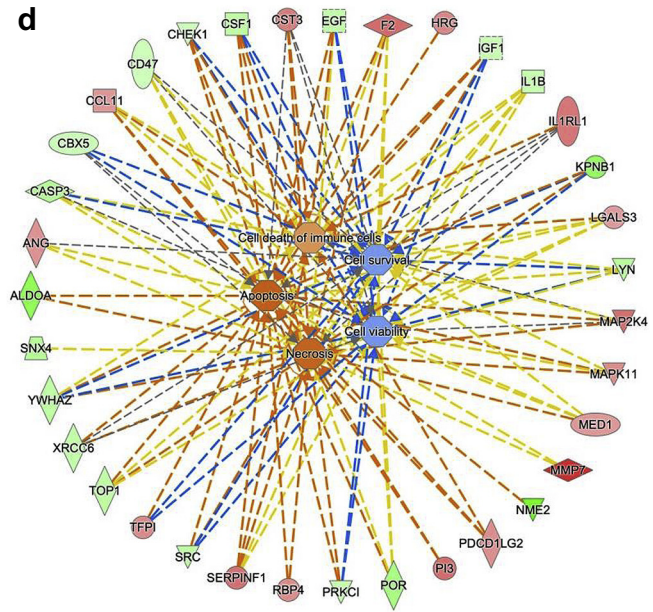 d
CHEK1
CSF1
CST3
EGF
F2
HRG
IGF1
IL1B
IL1RL1
KPNB1
LGALS3
LYN
MAP2K4
MAPK11
MED1
MMP7
NME2
PDCD1LG2
PI3
POR
PRKCI
RBP4
SERPINF1
SRC
TFPI
TOP1
XRCC6
YWHAZ
SNX4
ALDOA
ANG
CASP3
CBX5
CCL11
CD47
Cell death of immune cells
Cell survival
Apoptosis
Cell viability
Necrosis